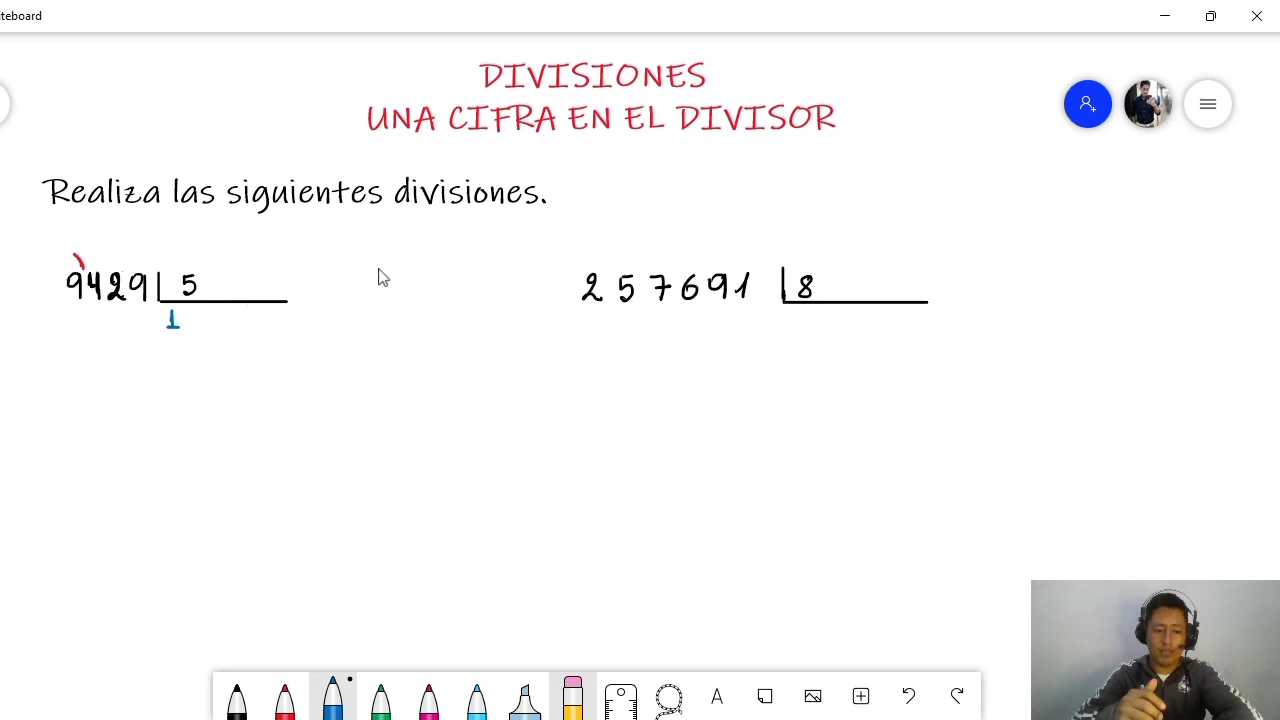 teboard
DIVISIONES
UNA CIFRA EN EL DIVISOR
Realiza las siguientes divisiones.
9429 5
1
257691 8
A